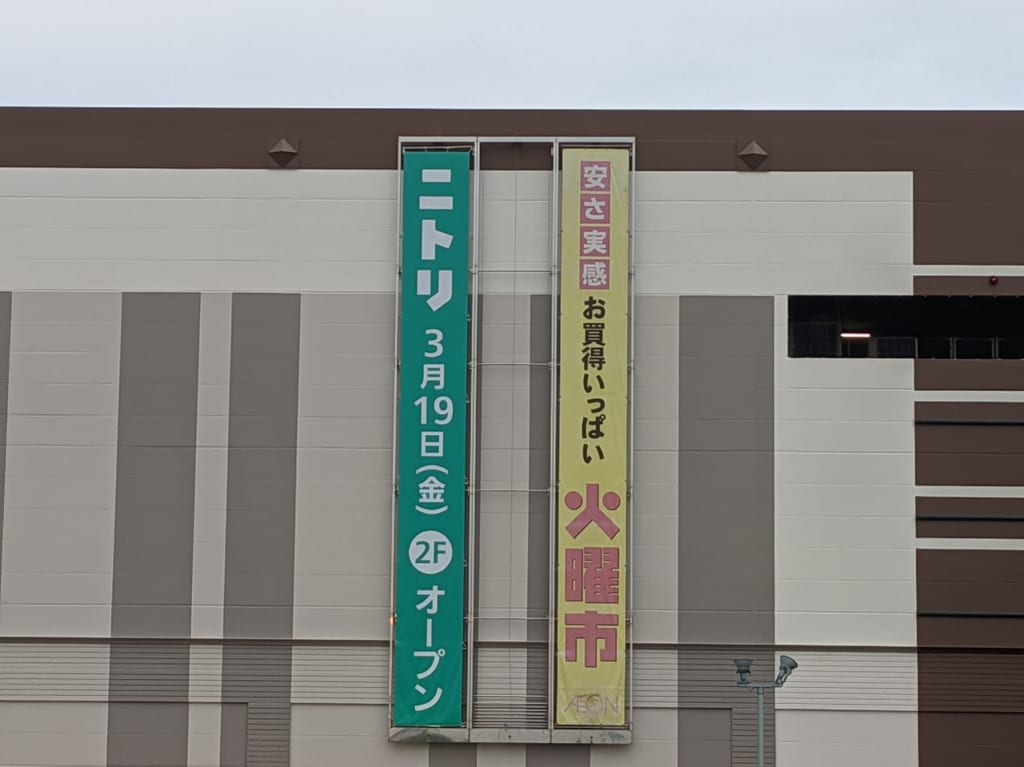 ニトリ 3月19日(金) 2F オープン
安さ実感 お買得いっぱい 火曜市
ÆON